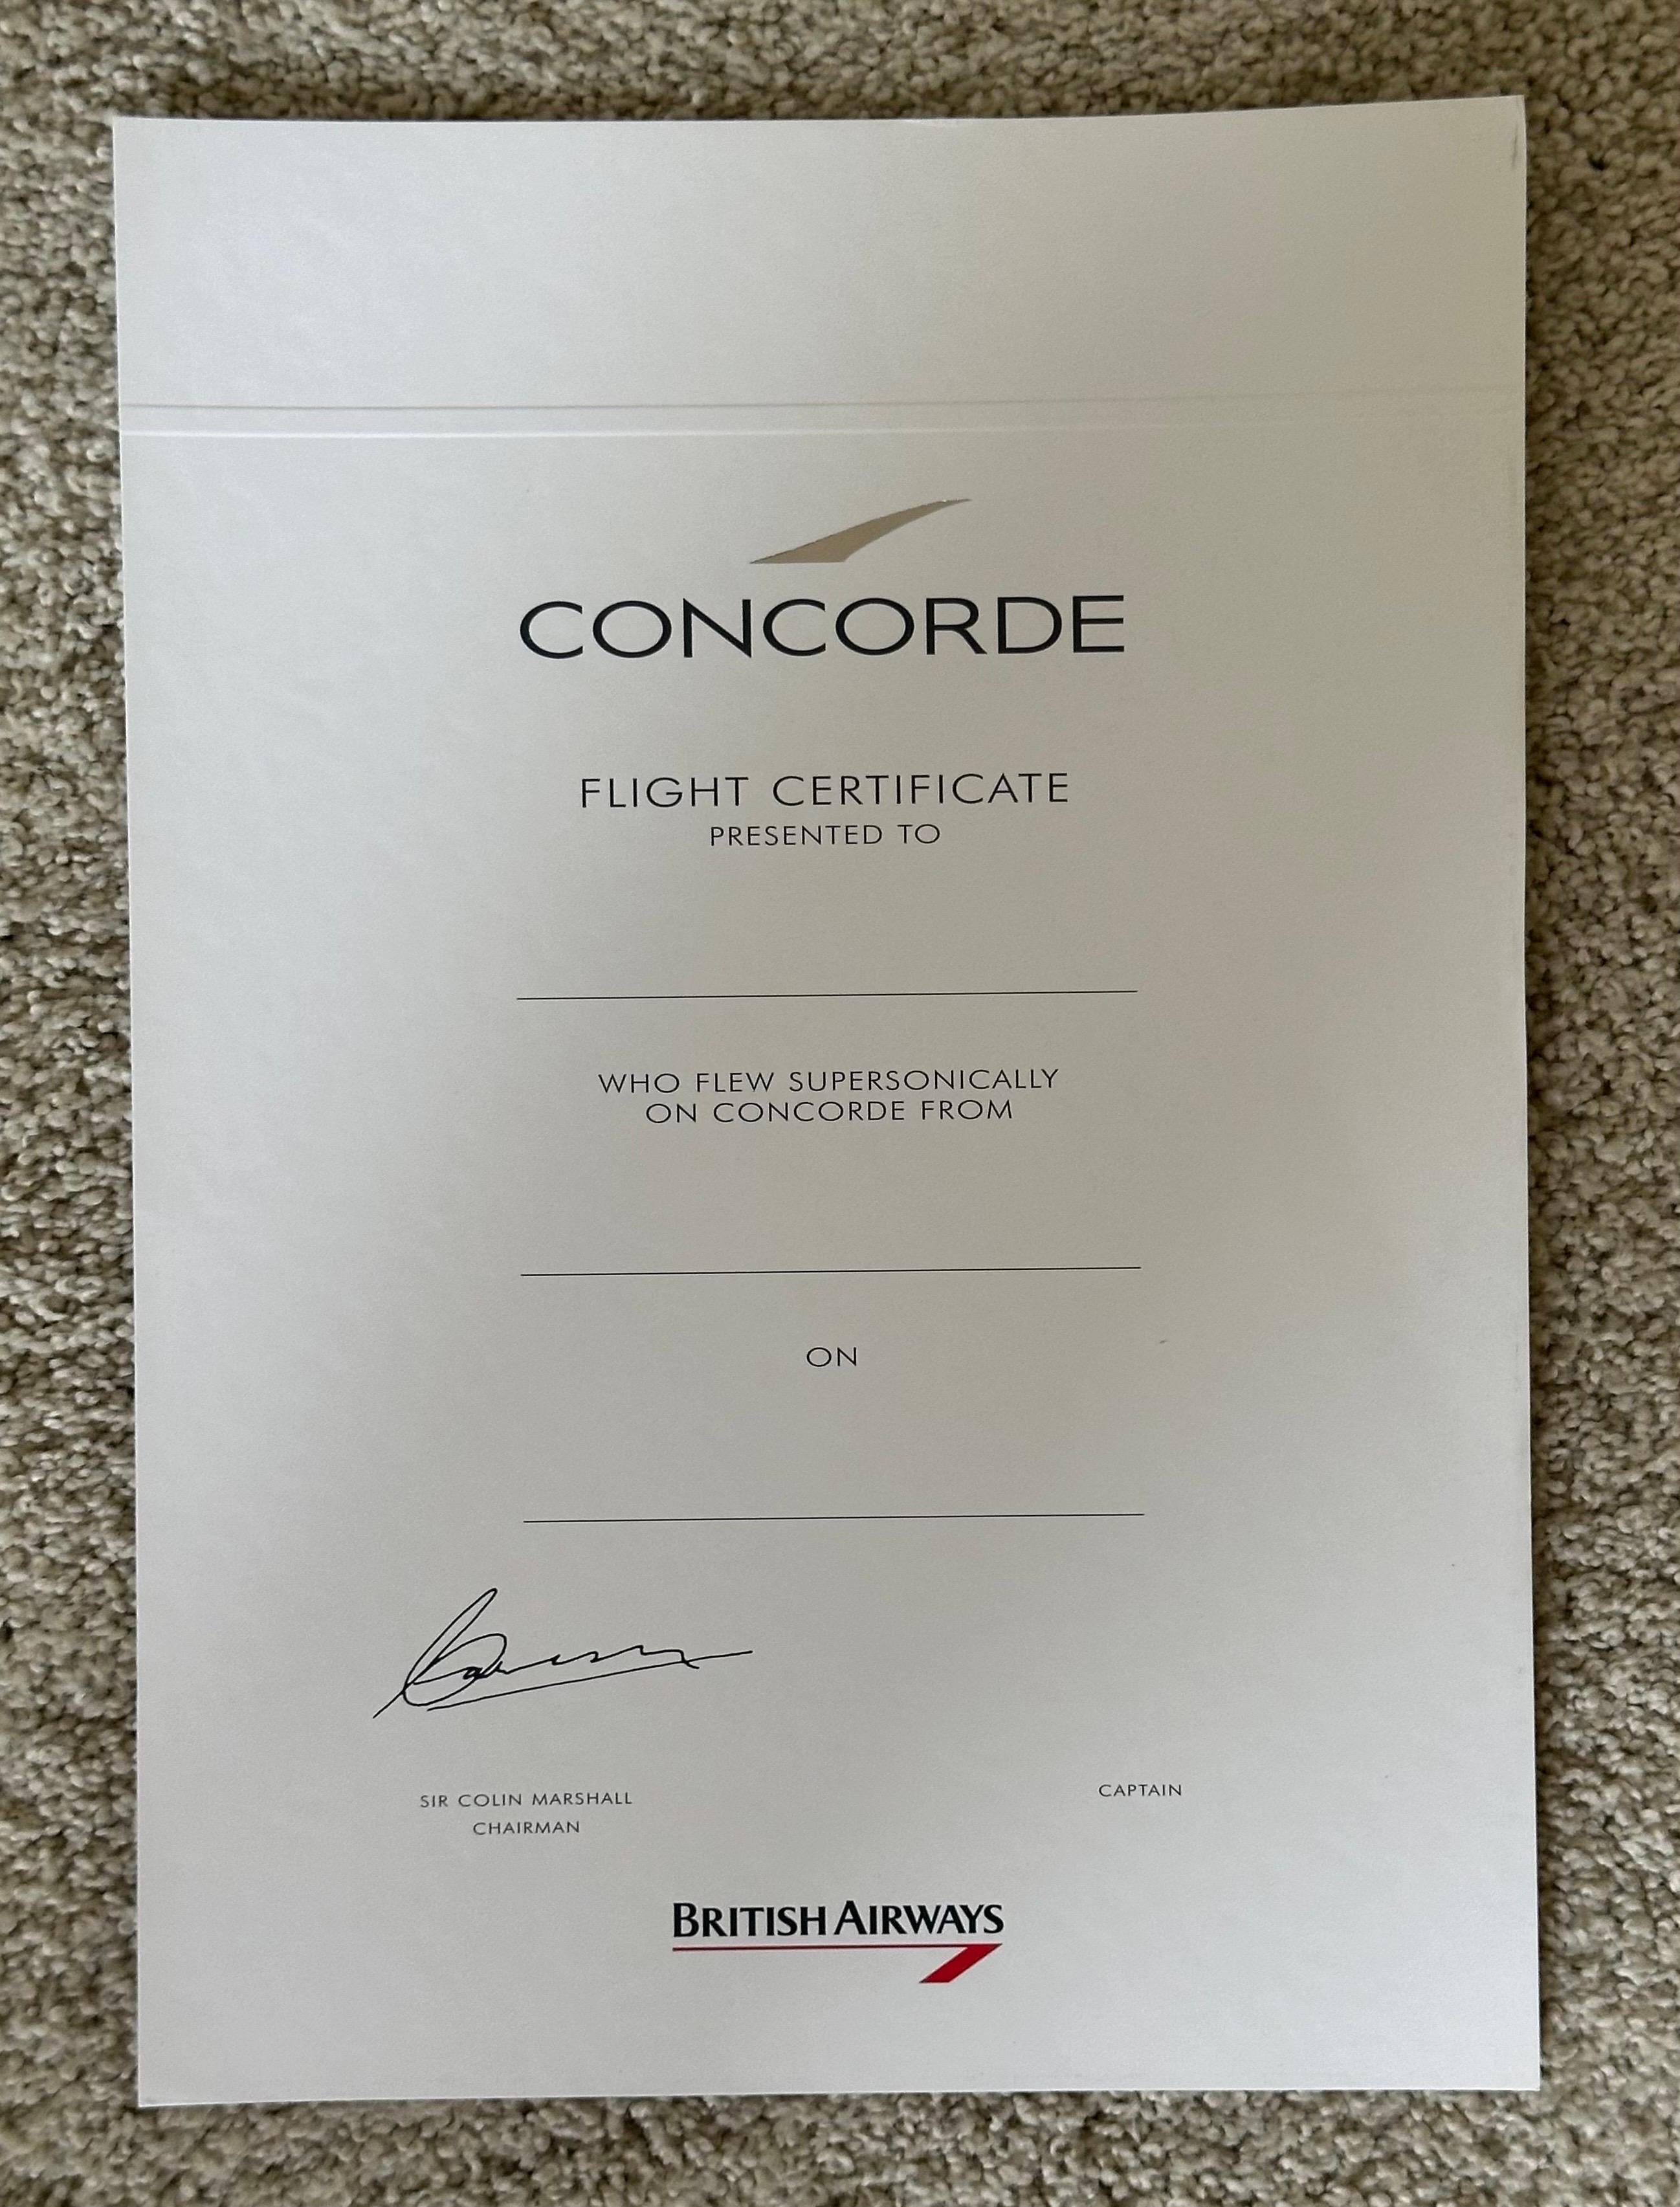 CONCORDE
FLIGHT CERTIFICATE
PRESENTED TO
WHO FLEW SUPERSONICALLY
ON CONCORDE FROM
ON
SIR COLIN MARSHALL
CHAIRMAN
CAPTAIN
BRITISH AIRWAYS